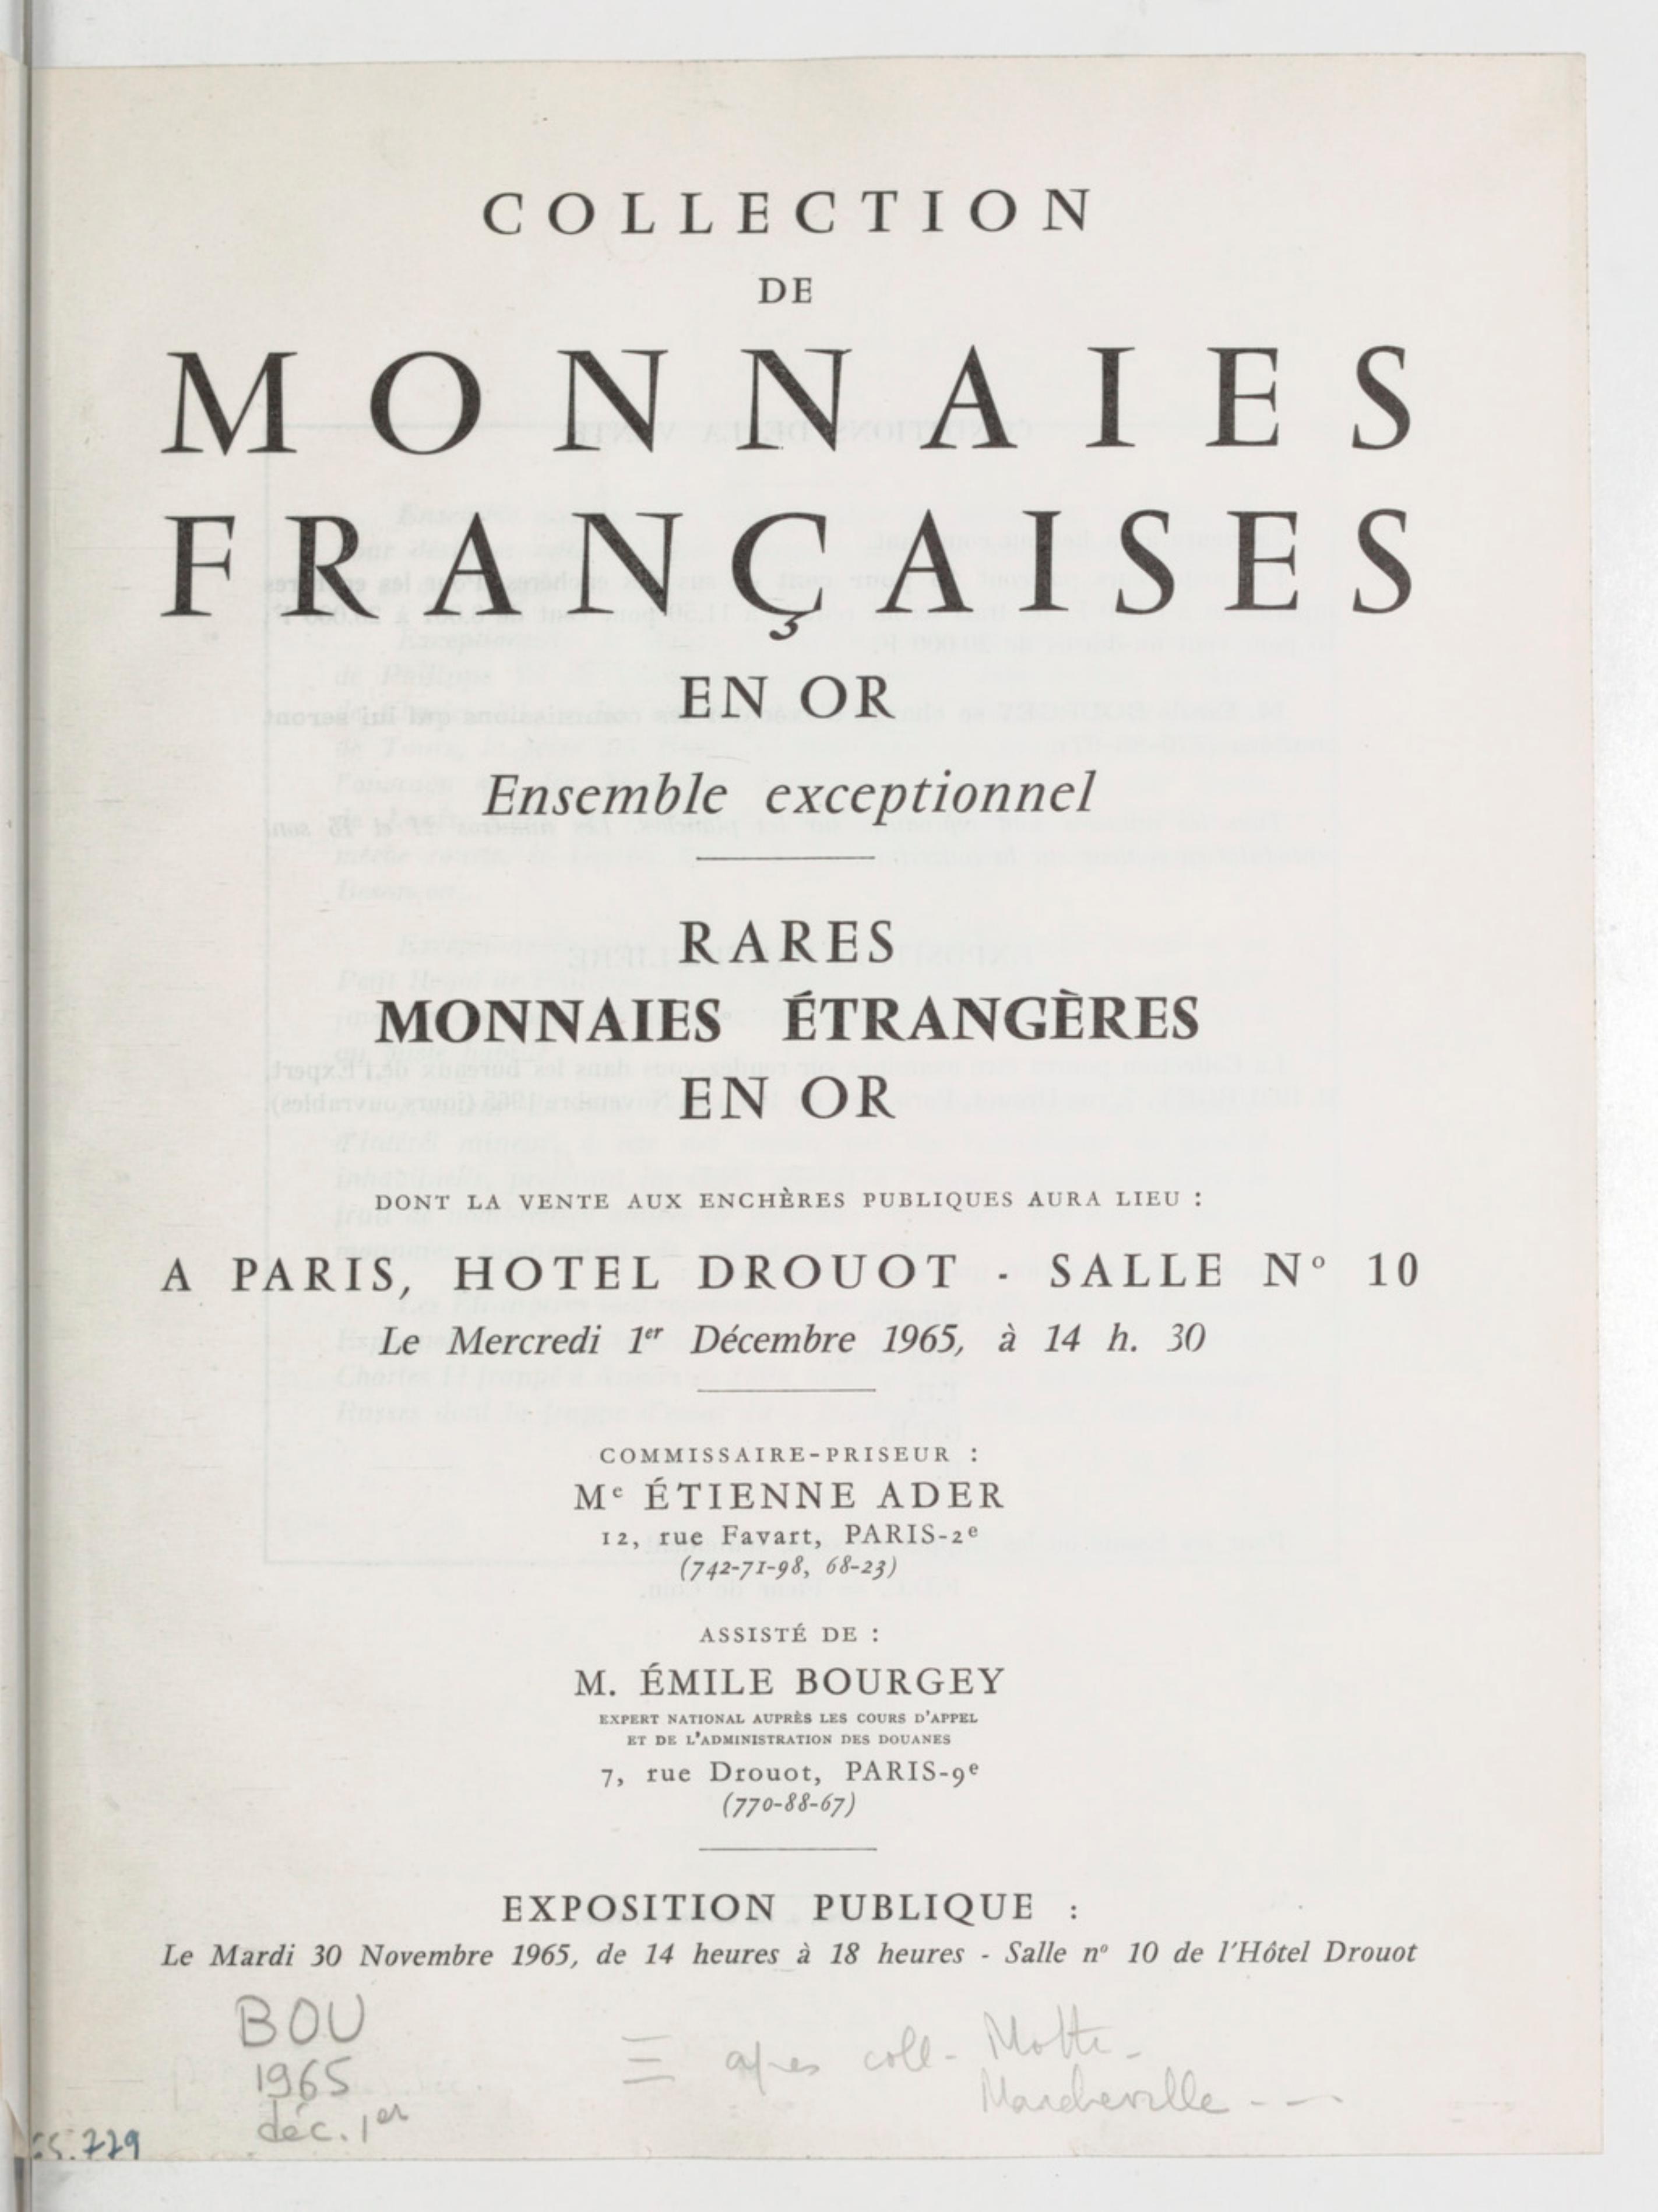 COLLECTION
DE
MONNAIES
FRANÇAISES
EN OR
Ensemble exceptionnel
RARES
MONNAIES ÉTRANGÈRES
EN OR
DONT LA VENTE AUX ENCHÈRES PUBLIQUES AURA LIEU :
A PARIS, HOTEL DROUOT - SALLE N° 10
Le Mercredi 1er Décembre 1965, à 14 h. 30
COMMISSAIRE-PRISEUR :
Me ÉTIENNE ADER
12, rue Favart, PARIS-2e
(742-71-98, 68-23)
ASSISTÉ DE :
M. ÉMILE BOURGEY
EXPERT NATIONAL AUPRÈS LES COURS D'APPEL
ET DE L'ADMINISTRATION DES DOUANES
7, rue Drouot, PARIS-9e
(770-88-67)
EXPOSITION PUBLIQUE :
Le Mardi 30 Novembre 1965, de 14 heures à 18 heures - Salle n° 10 de l'Hôtel Drouot
BOU
1965
déc. 1er
coll- Motte -
Marcheville - - -